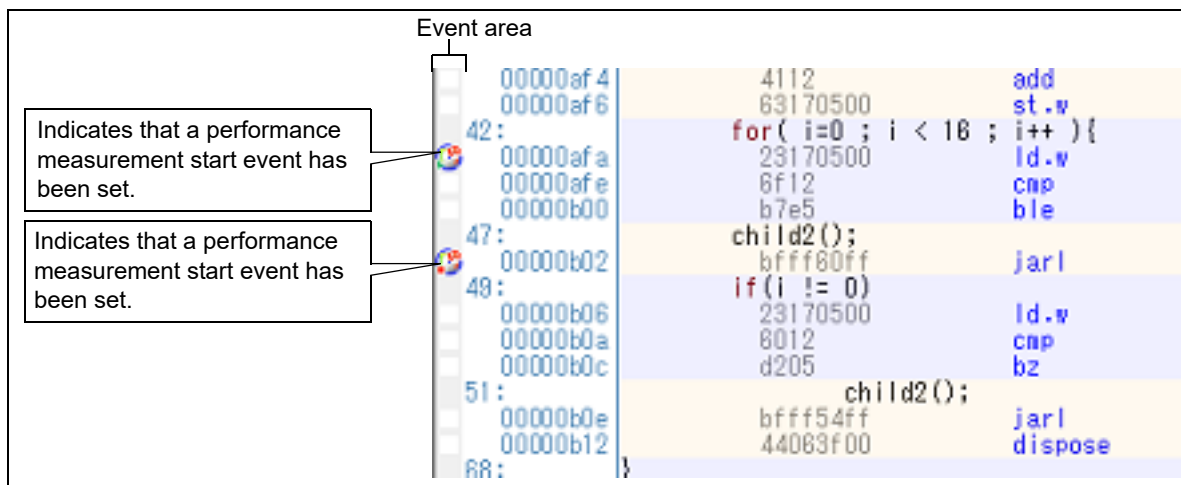 Event area
00000af4 4112 add
00000af6 63170500 st.w
42: for( i=0 ; i < 16 ; i++ ){
Indicates that a performance
measurement start event has
been set.
00000afa 23170500 ld.w
00000afe 6f12 cmp
00000b00 b7e5 ble
47: child2();
Indicates that a performance
measurement start event has
been set.
00000b02 bfff60ff jarl
49: if(i != 0)
00000b06 23170500 ld.w
00000b0a 6012 cmp
00000b0c d205 bz
51: child2();
00000b0e bfff54ff jarl
00000b12 44063f00 dispose
68: }